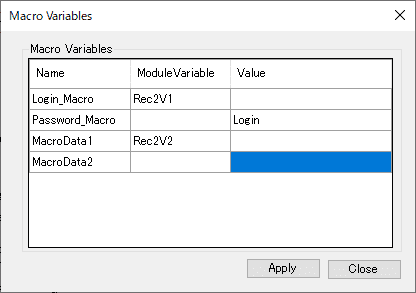 Macro Variables
Macro Variables
Name ModuleVariable Value
Login_Macro Rec2V1
Password_Macro Login
MacroData1 Rec2V2
MacroData2
Apply Close